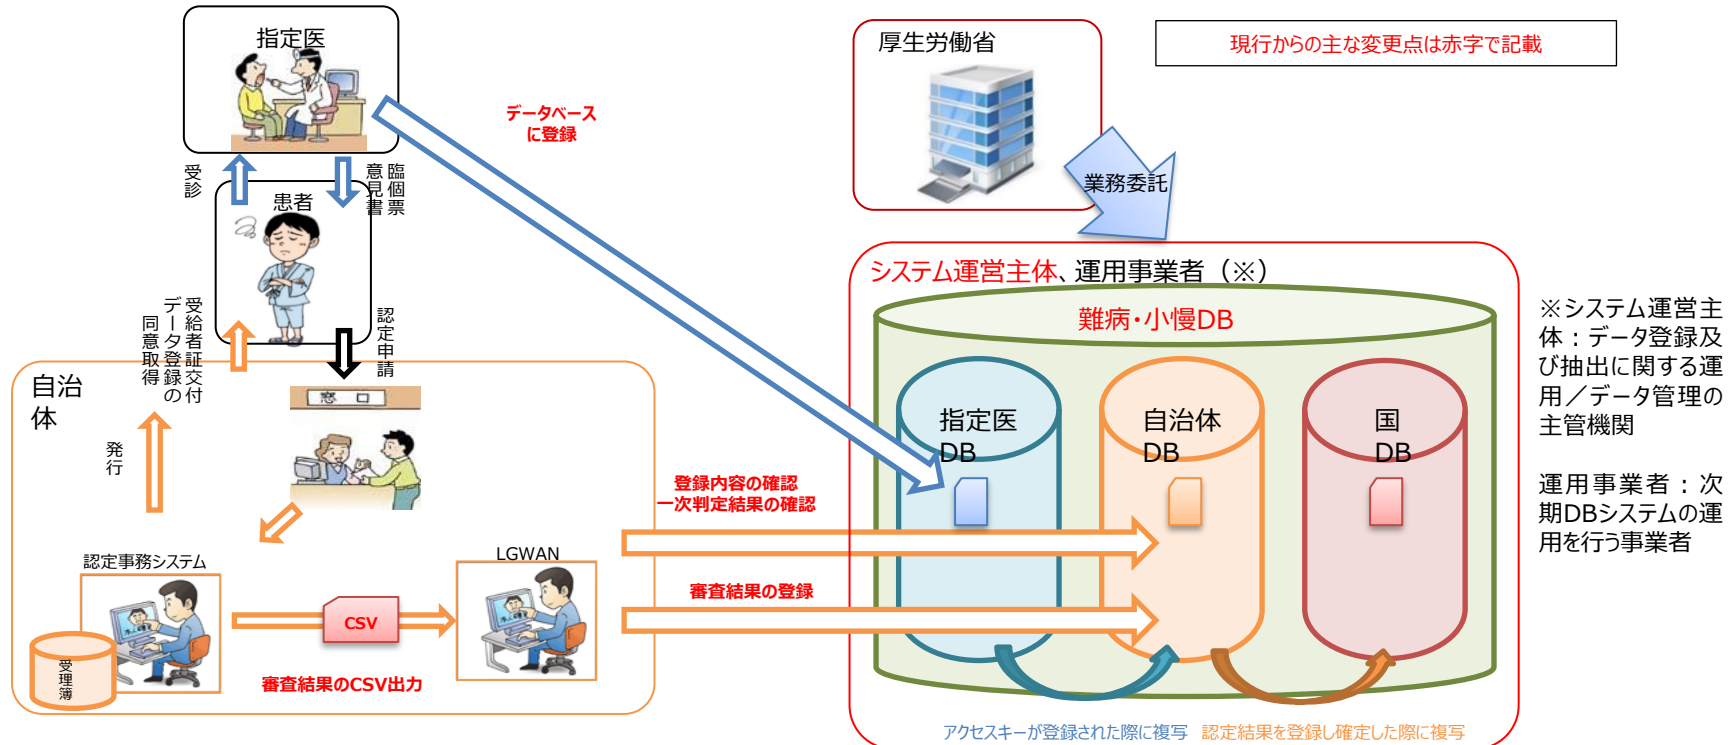 指定医
受診
臨個票
意見書
患者
データベース
に登録
厚生労働省
業務委託
現行からの主な変更点は赤字で記載
受給者証交付
データ登録の
同意取得
認定申請
自治
体
発行
窓 口
認定事務システム
受理簿
CSV
審査結果のCSV出力
LGWAN
登録内容の確認
一次判定結果の確認
審査結果の登録
システム運営主体、運用事業者（※）
難病・小慢DB
指定医
DB
自治体
DB
国
DB
アクセスキーが登録された際に複写
認定結果を登録し確定した際に複写
※システム運営主
体：データ登録及
び抽出に関する運
用／データ管理の
主管機関
運用事業者：次
期DBシステムの運
用を行う事業者